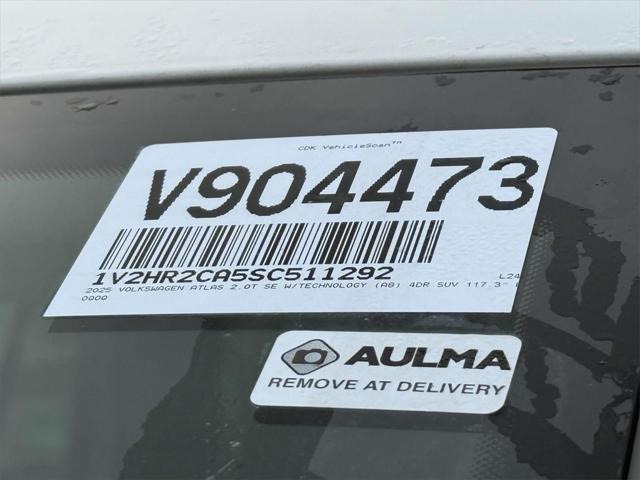 CDK VehicleScan™
V904473
1V2HR2CA5SC511292
L24
2025 VOLKSWAGEN ATLAS 2.0T SE W/TECHNOLOGY (A8) 4DR SUV 117.3"
0000
AULMA
REMOVE AT DELIVERY